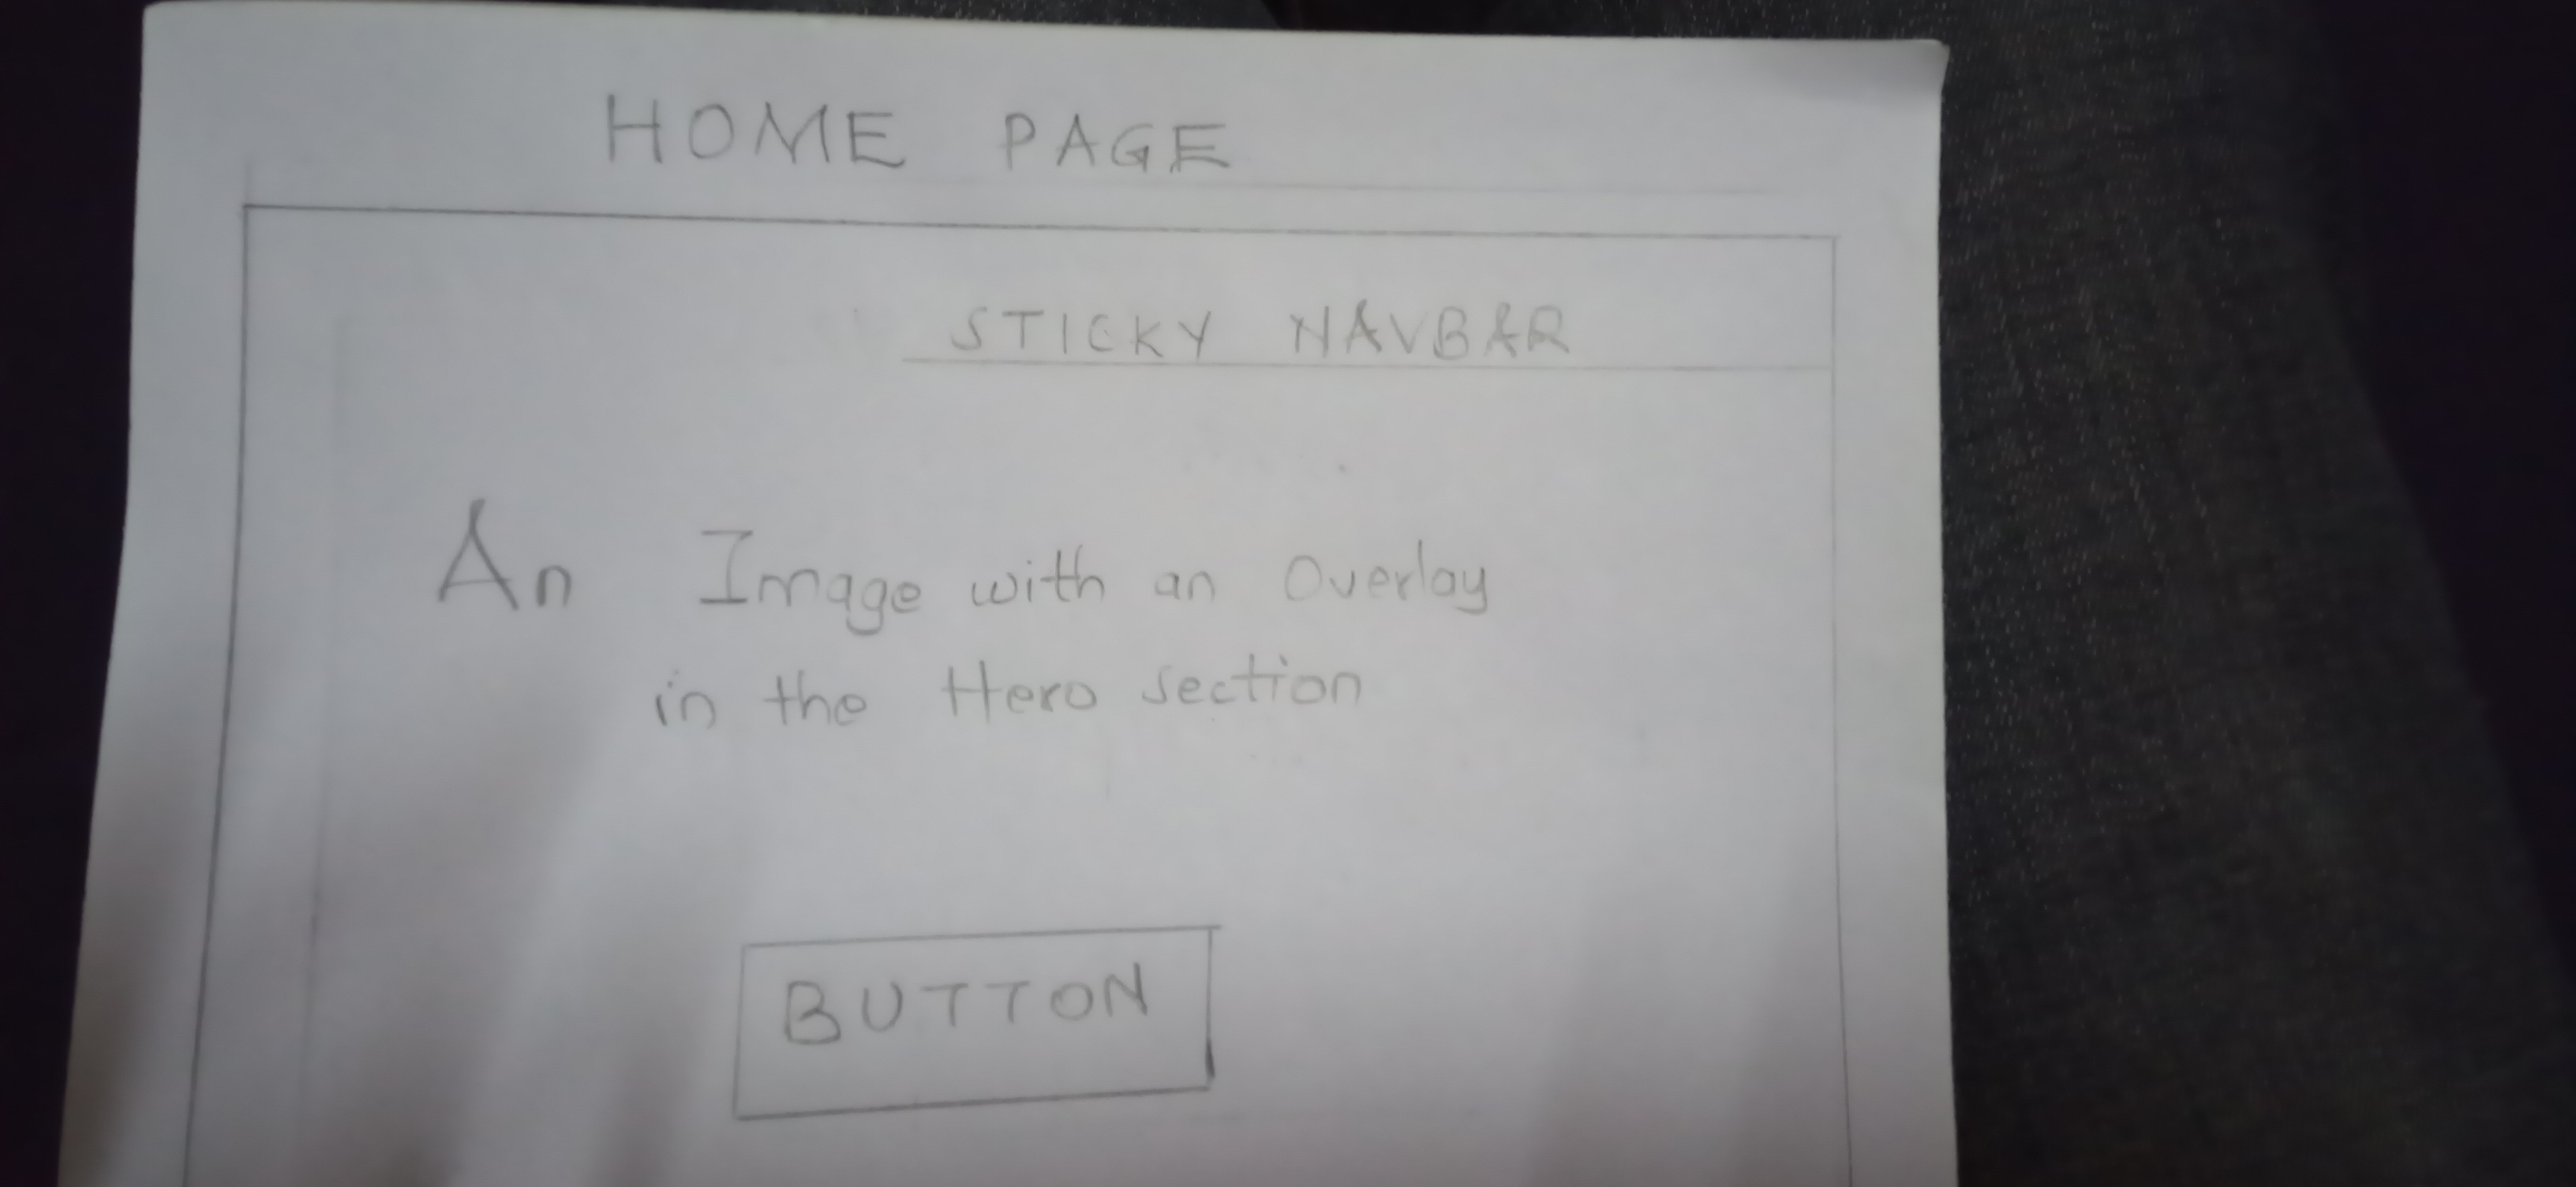 HOME PAGE
STICKY NAVBAR
An Image with an Overlay
in the Hero section
BUTTON